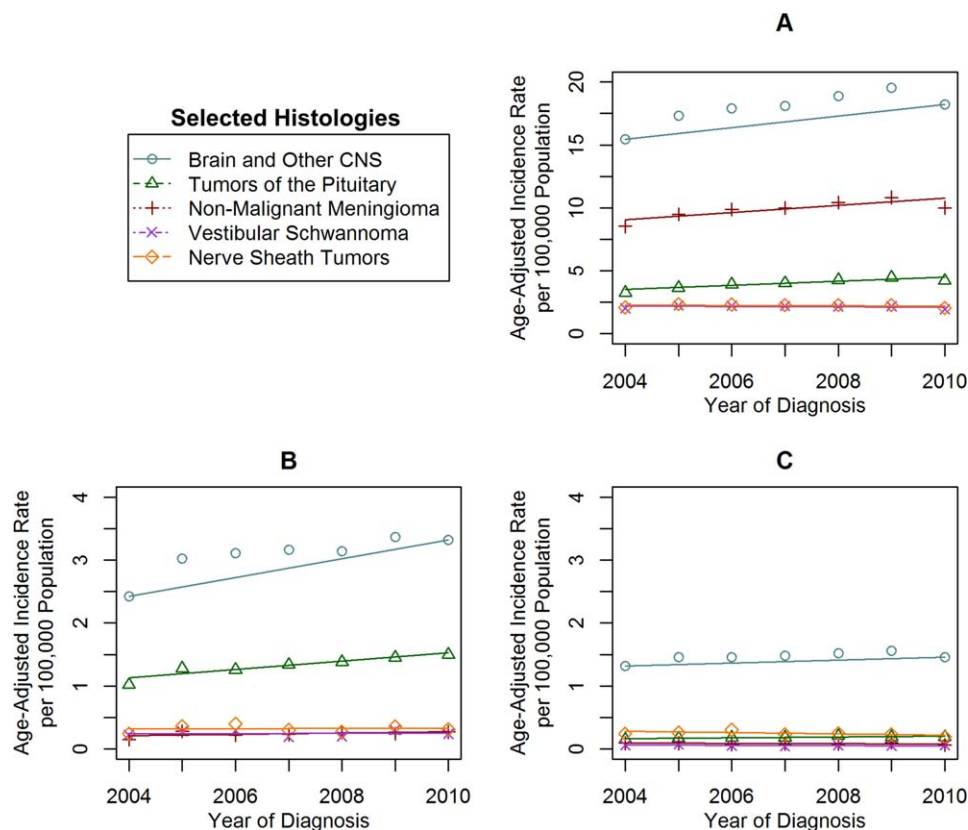 A
Selected Histologies
Brain and Other CNS
Tumors of the Pituitary
Non-Malignant Meningioma
Vestibular Schwannoma
Nerve Sheath Tumors
Age-Adjusted Incidence Rate
per 100,000 Population
20
15
10
5
0
2004 2006 2008 2010
Year of Diagnosis
B
Age-Adjusted Incidence Rate
per 100,000 Population
4
3
2
1
0
2004 2006 2008 2010
Year of Diagnosis
C
Age-Adjusted Incidence Rate
per 100,000 Population
4
3
2
1
0
2004 2006 2008 2010
Year of Diagnosis